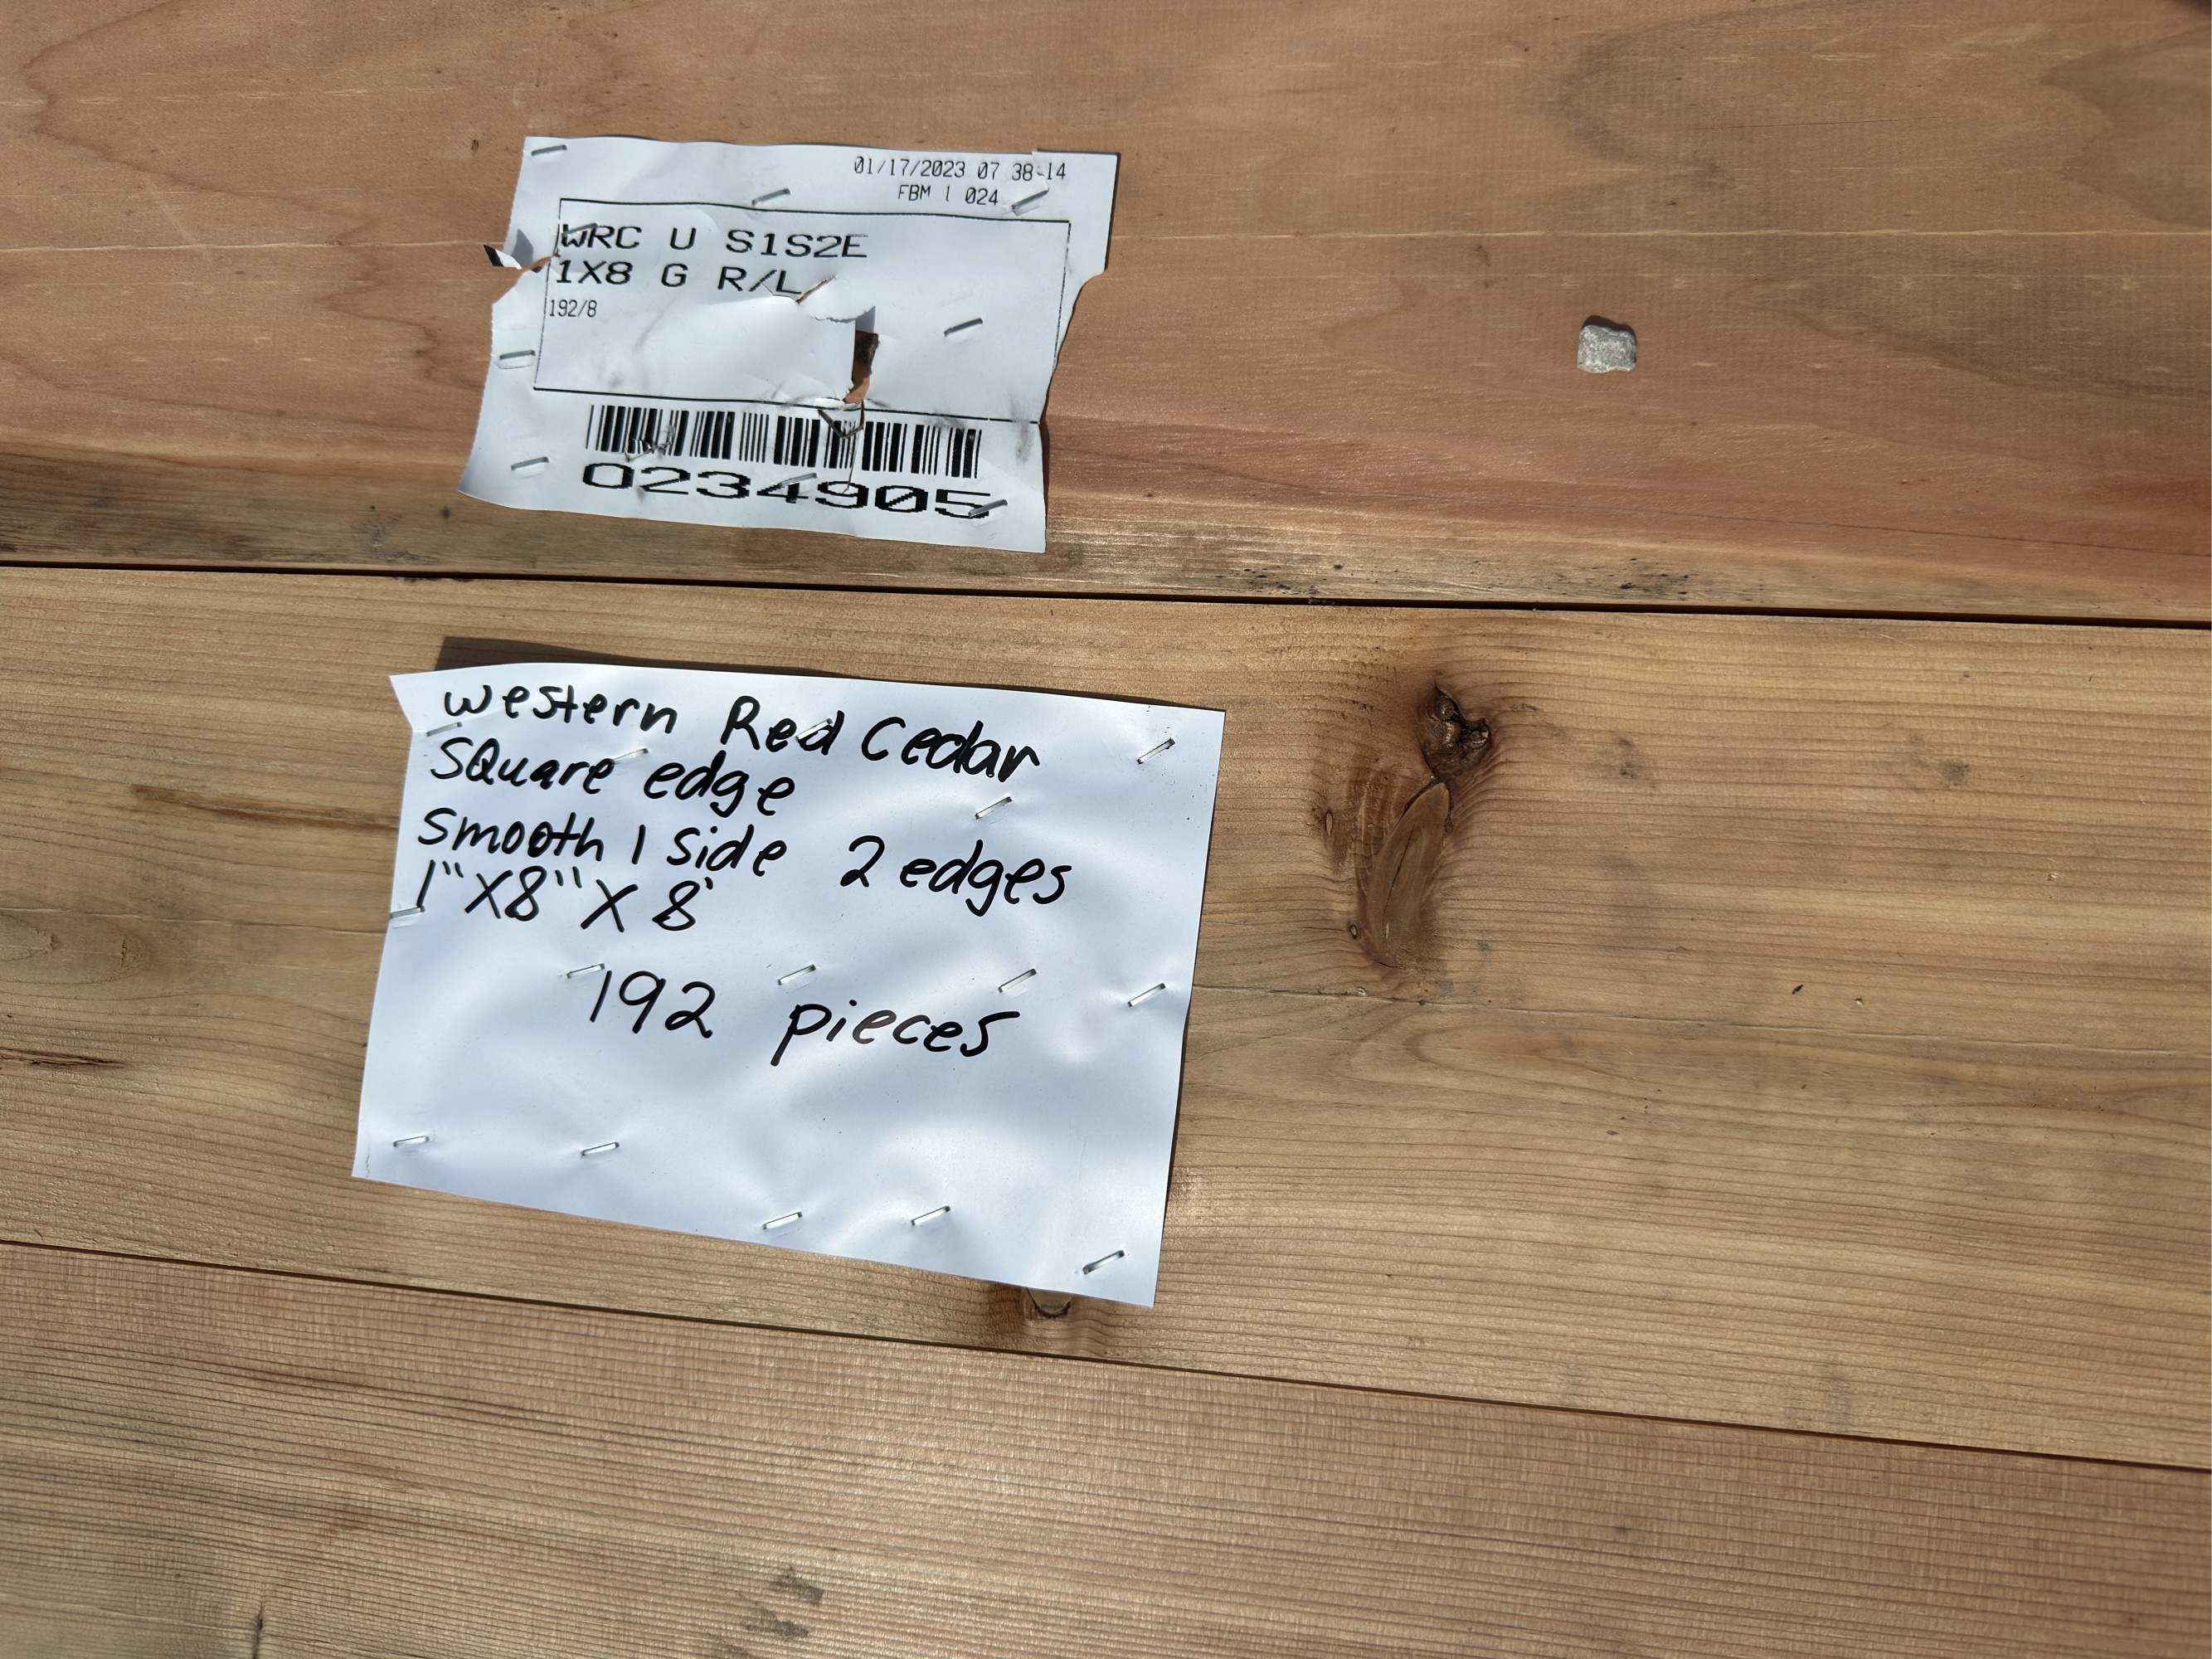 01/17/2023 07 38-14
FBM 1 024
WRC U S1S2E
1X8 G R/L
192/8
0234905
western Red Cedar
SQuare edge
smooth 1 side 2 edges
1"X8"X 8'
192 pieces